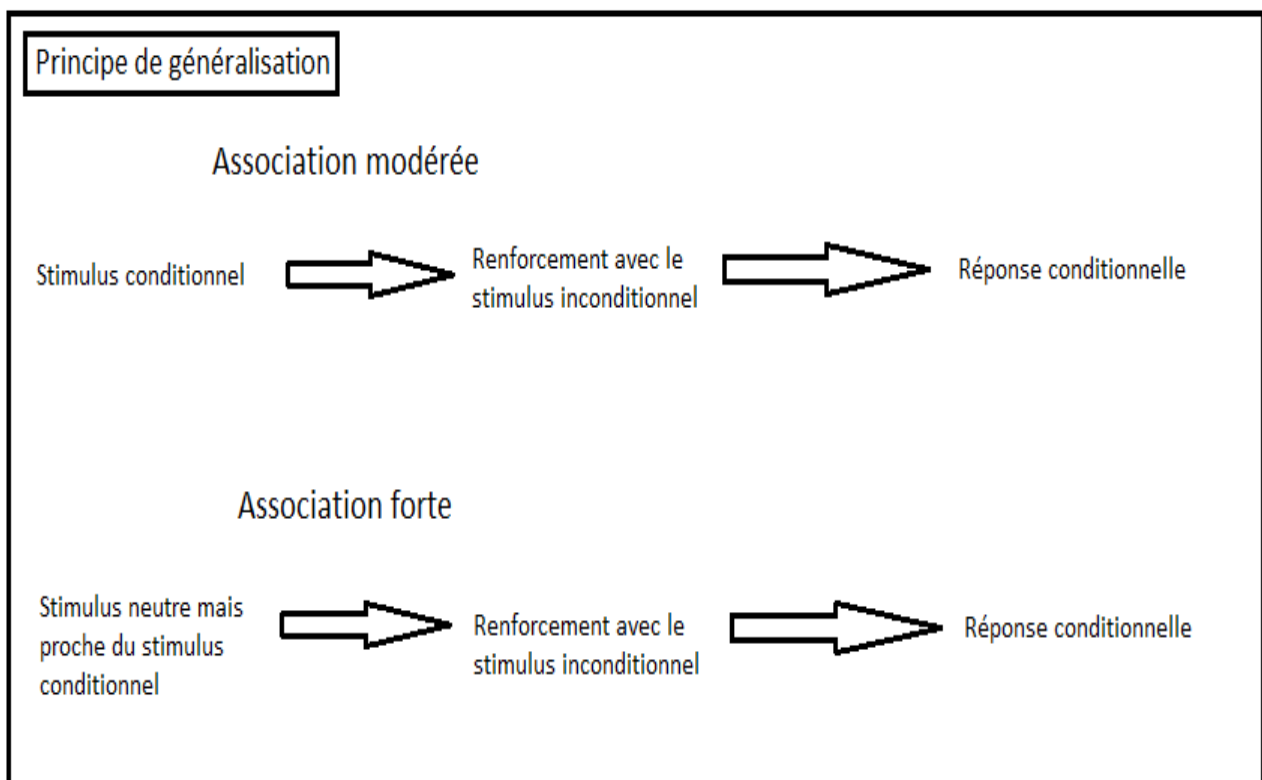 Principe de généralisation
Association modérée
Stimulus conditionnel
Renforcement avec le
stimulus inconditionnel
Réponse conditionnelle
Association forte
Stimulus neutre mais
proche du stimulus
conditionnel
Renforcement avec le
stimulus inconditionnel
Réponse conditionnelle